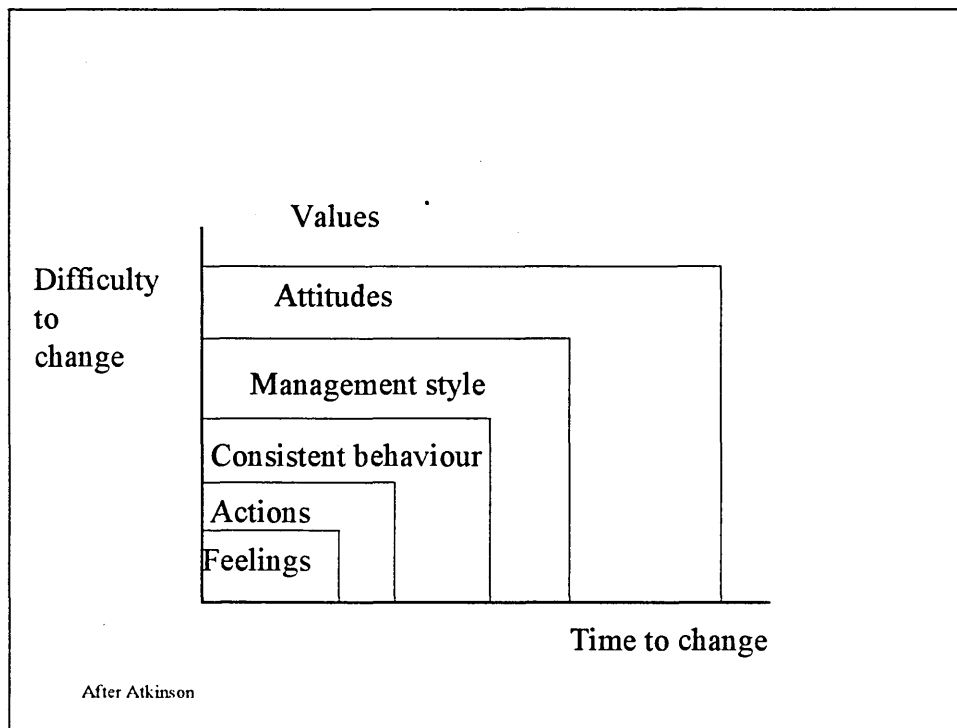 Values
Difficulty
to
change
Attitudes
Management style
Consistent behaviour
Actions
Feelings
Time to change
After Atkinson